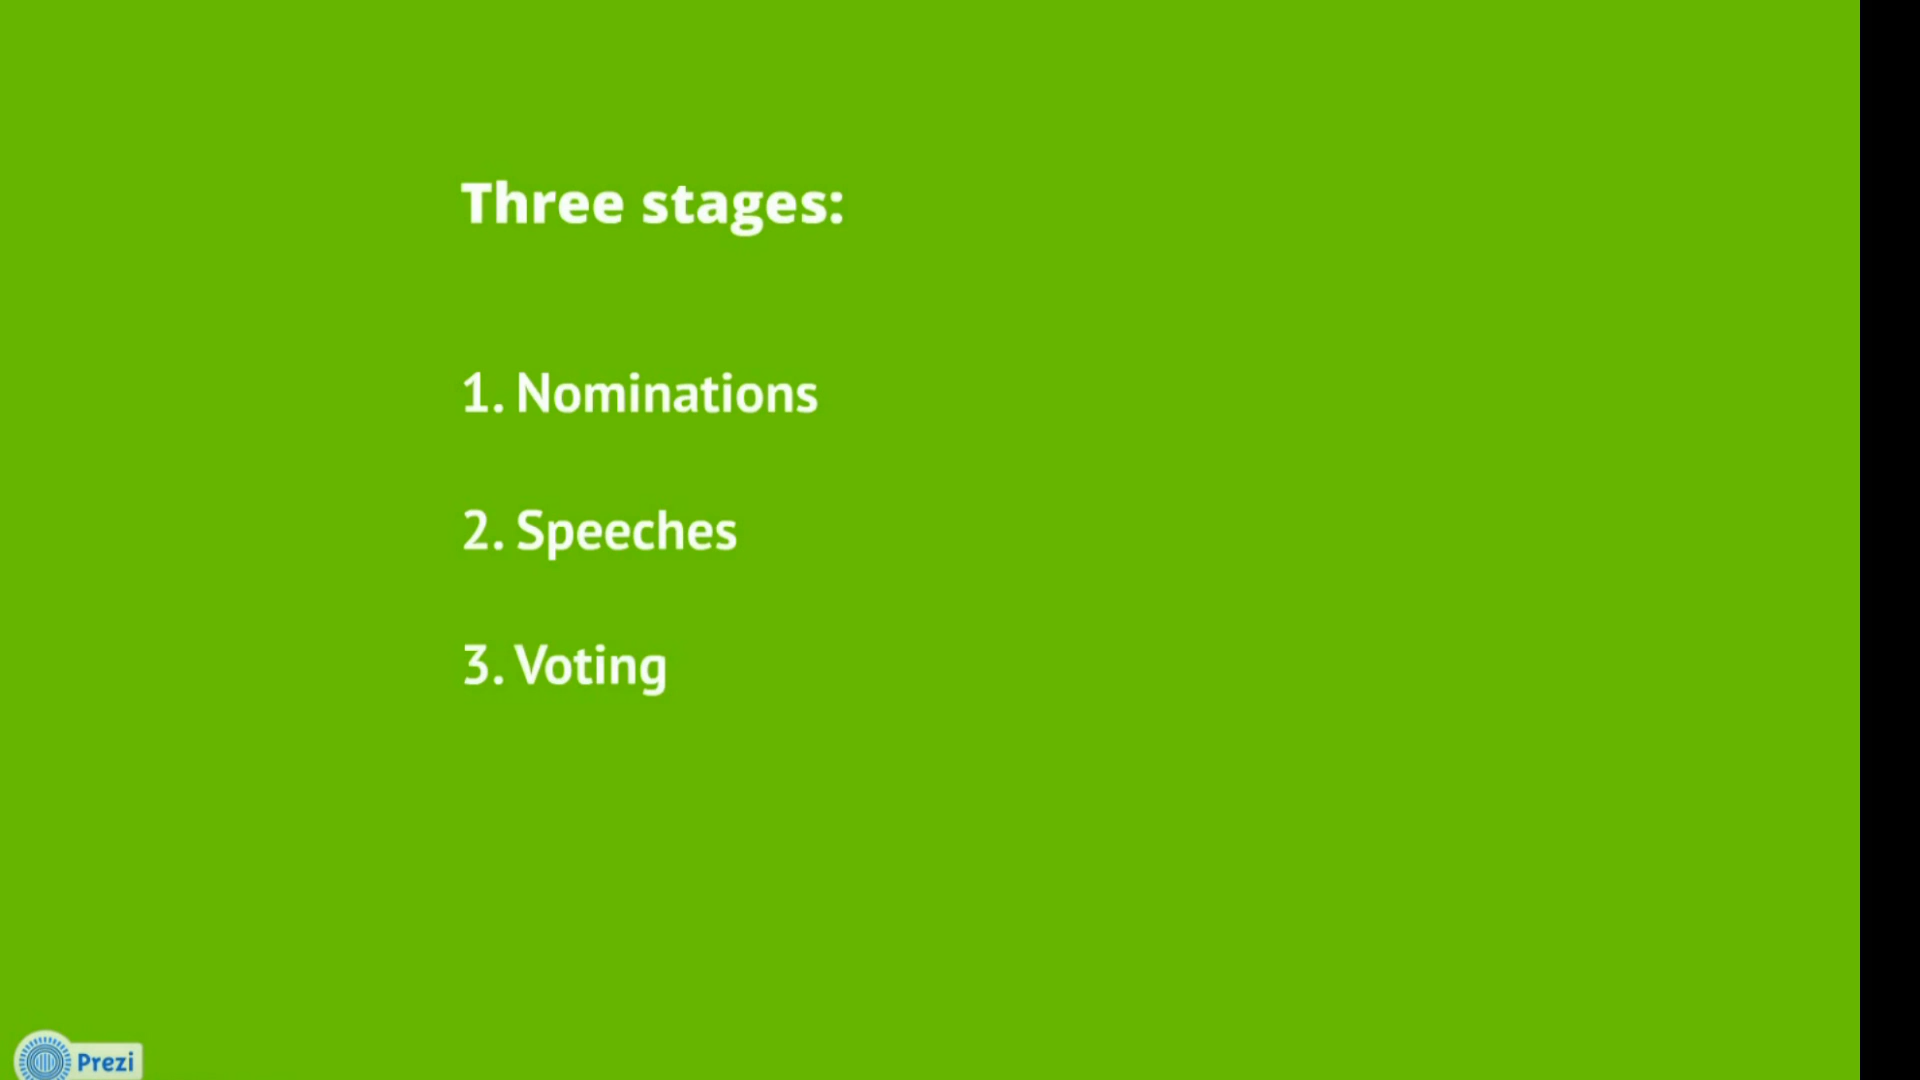 Three stages:
1. Nominations
2. Speeches
3. Voting
Prezi